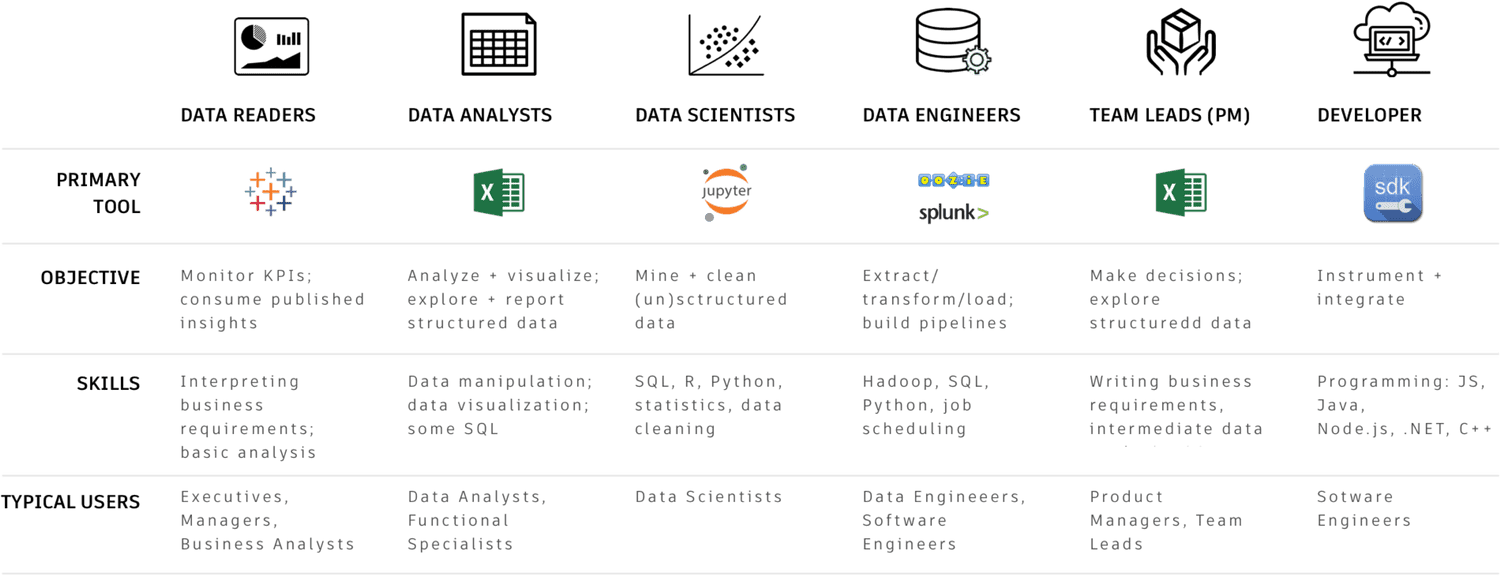 DATA READERS
DATA ANALYSTS
DATA SCIENTISTS
DATA ENGINEERS
TEAM LEADS (PM)
DEVELOPER
PRIMARY
TOOL
X
jupyter
OOZIE
splunk>
X
sdk
OBJECTIVE
Monitor KPIs;
consume published
insights
Analyze + visualize;
explore + report
structured data
Mine + clean
(un)sctructured
data
Extract/
transform/load;
build pipelines
Make decisions;
explore
structuredd data
Instrument +
integrate
SKILLS
Interpreting
business
requirements;
basic analysis
Data manipulation;
data visualization;
some SQL
SQL, R, Python,
statistics, data
cleaning
Hadoop, SQL,
Python, job
scheduling
Writing business
requirements,
intermediate data
Programming: JS,
Java,
Node.js, .NET, C++
TYPICAL USERS
Executives,
Managers,
Business Analysts
Data Analysts,
Functional
Specialists
Data Scientists
Data Engineeers,
Software
Engineers
Product
Managers, Team
Leads
Sotware
Engineers